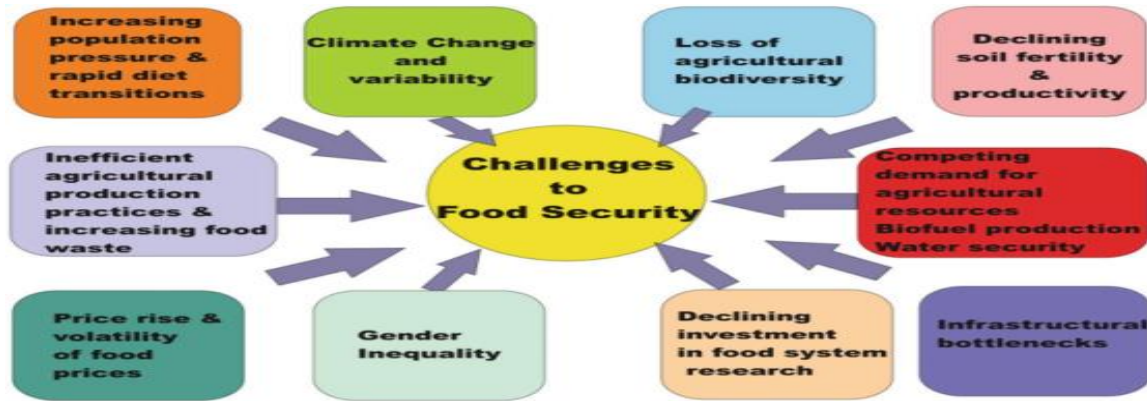 Increasing
population
pressure &
rapid diet
transitions
Climate Change
and
variability
Loss of
agricultural
biodiversity
Declining
soil fertility
&
productivity
Inefficient
agricultural
production
practices &
increasing food
waste
Challenges
to
Food Security
Competing
demand for
agricultural
resources
Biofuel production
Water security
Price rise &
volatility
of food
prices
Gender
Inequality
Declining
investment
in food system
research
Infrastructural
bottlenecks